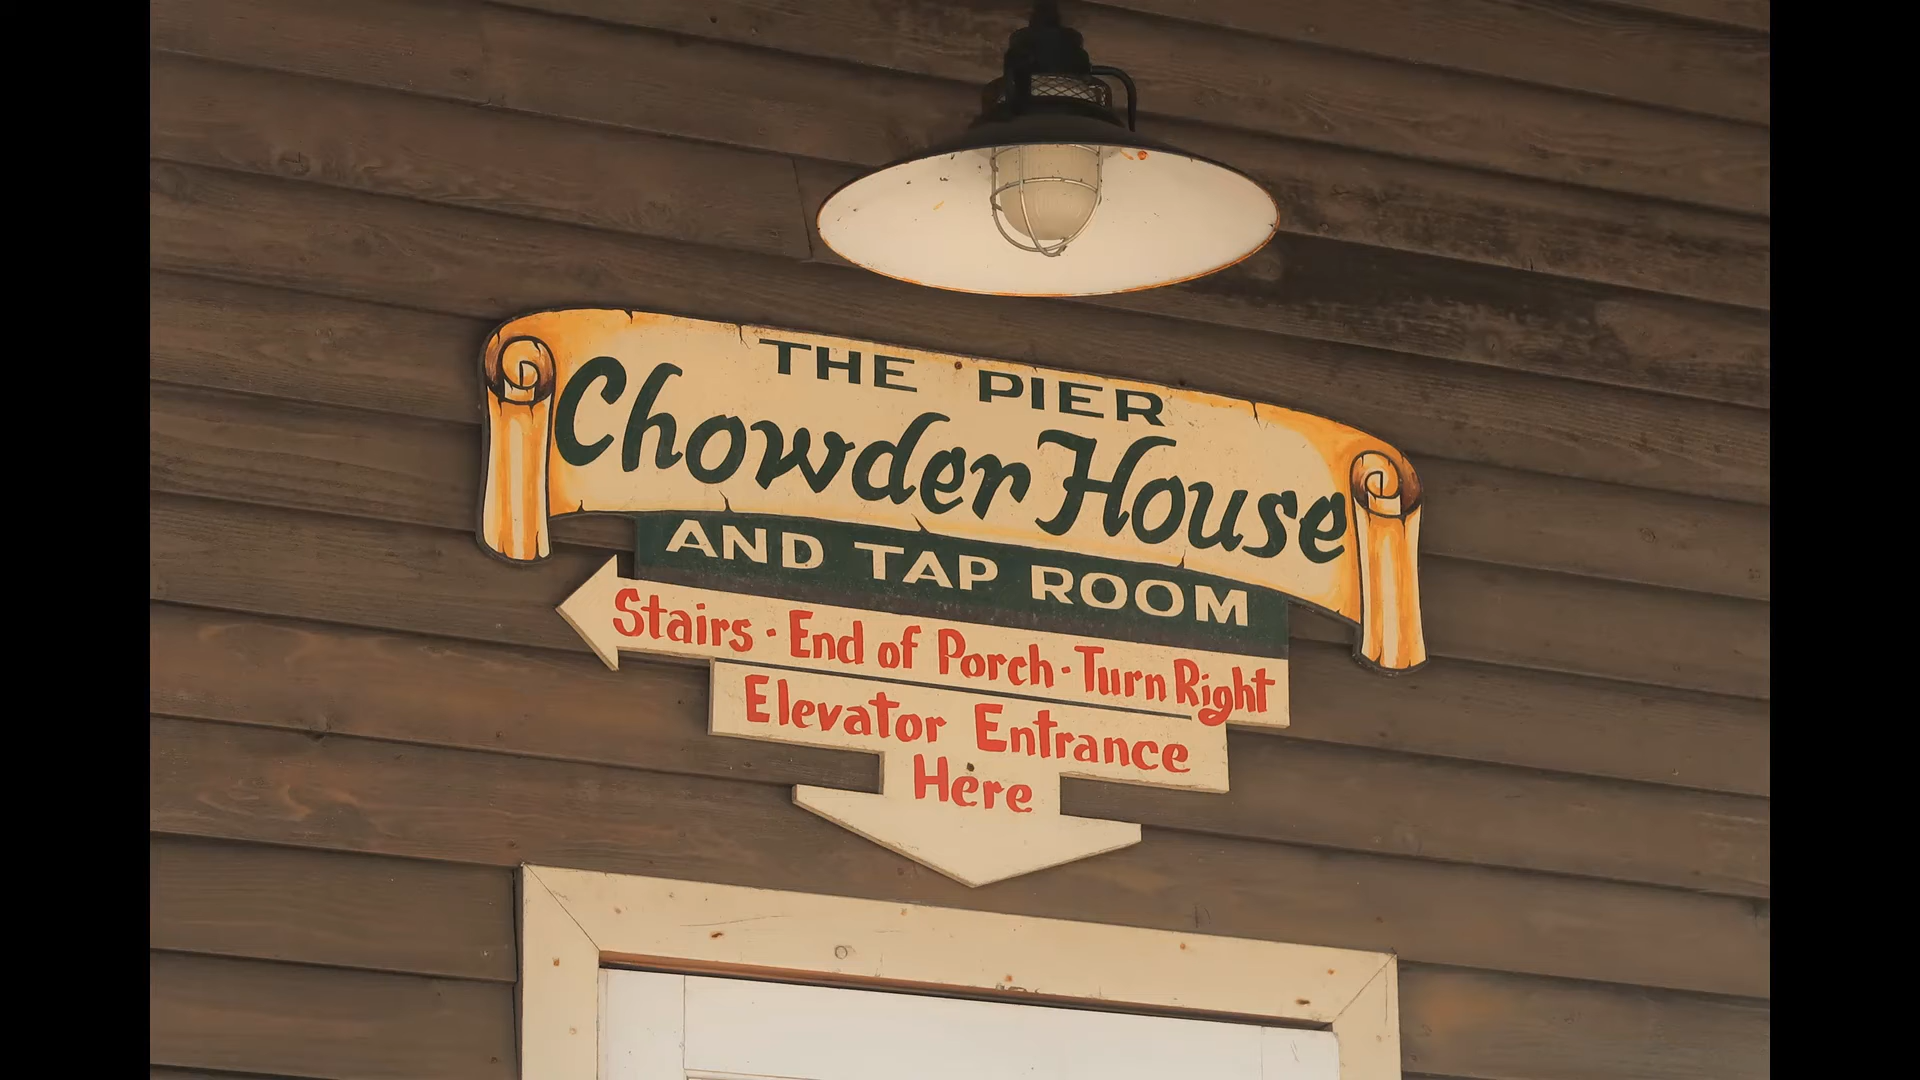 THE PIER
Chowder House
AND TAP ROOM
Stairs · End of Porch · Turn Right
Elevator Entrance
Here